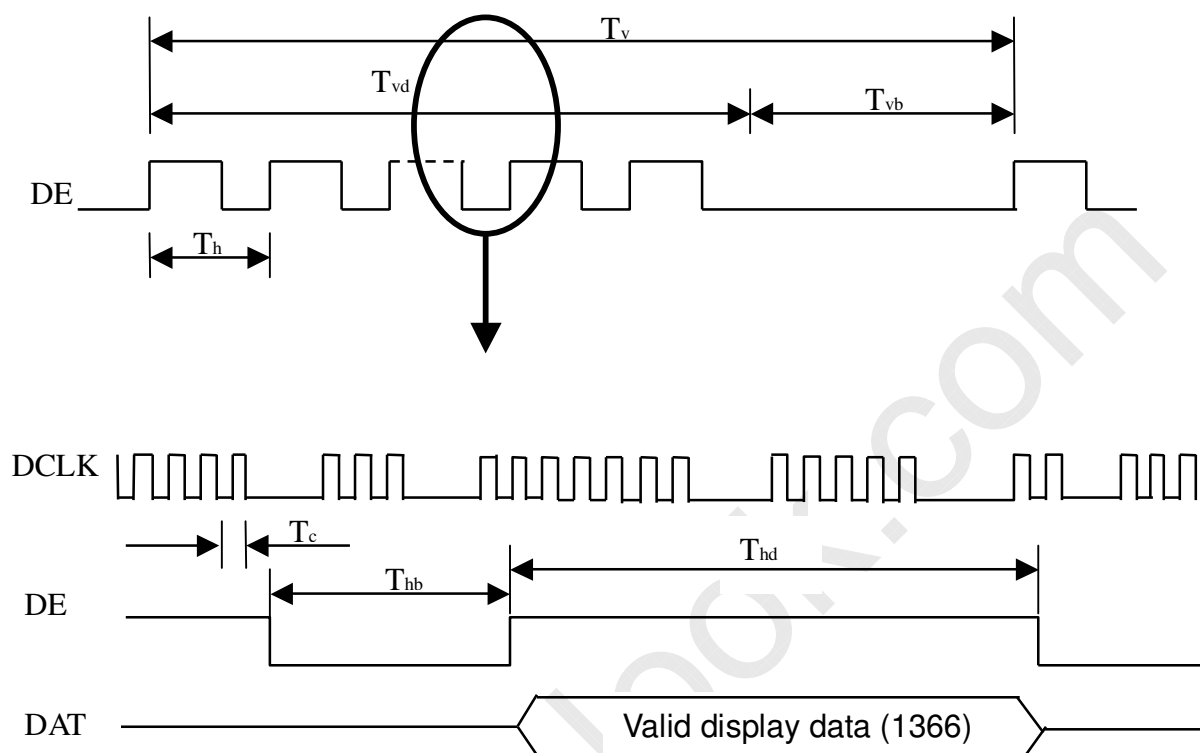 Tv
Tvd
Tvb
DE
Th
DCLK
Tc
Thd
Thb
DE
DAT
Valid display data (1366)